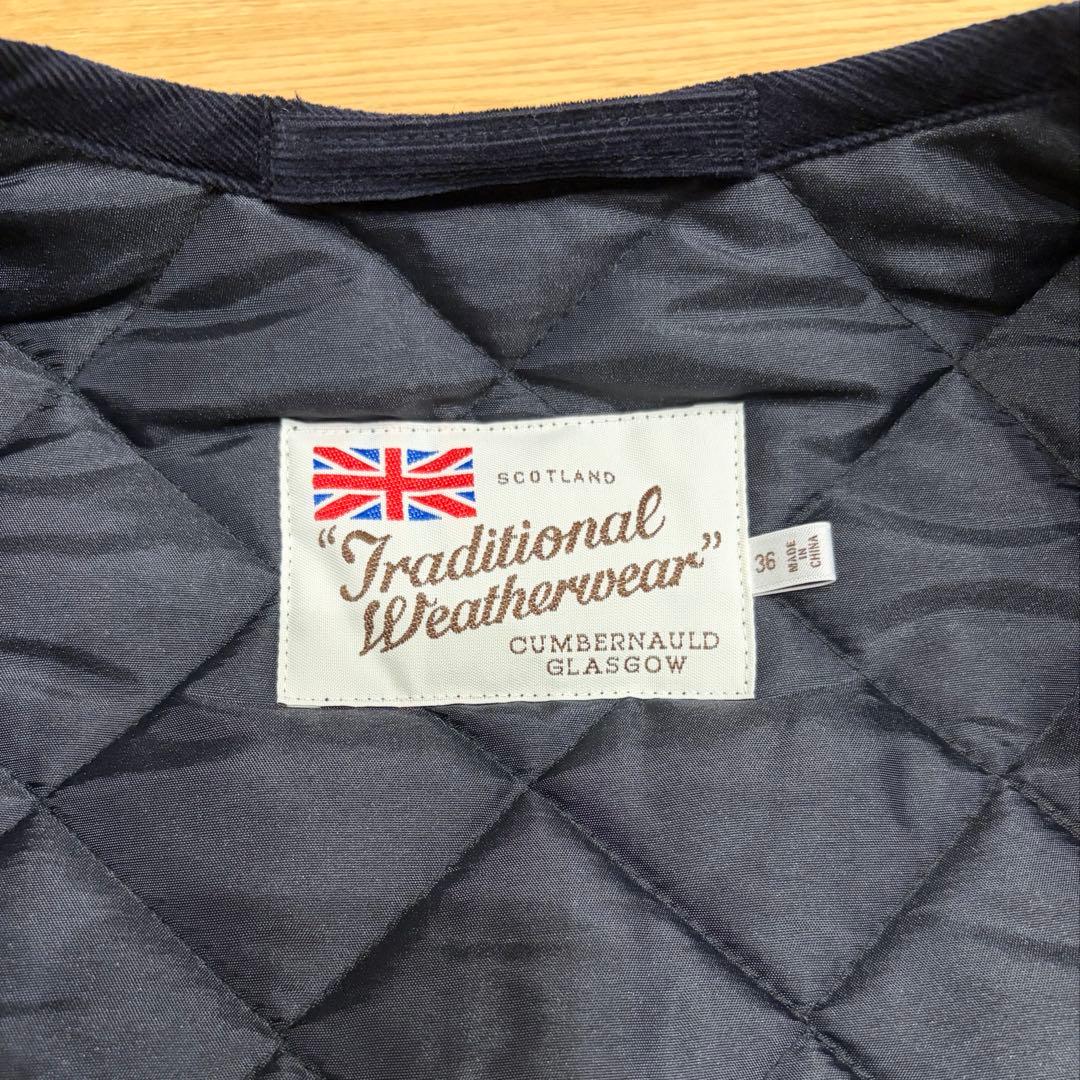 SCOTLAND
“Traditional
Weatherwear”
CUMBERNAULD
GLASGOW
36
MADE
IN
CHINA